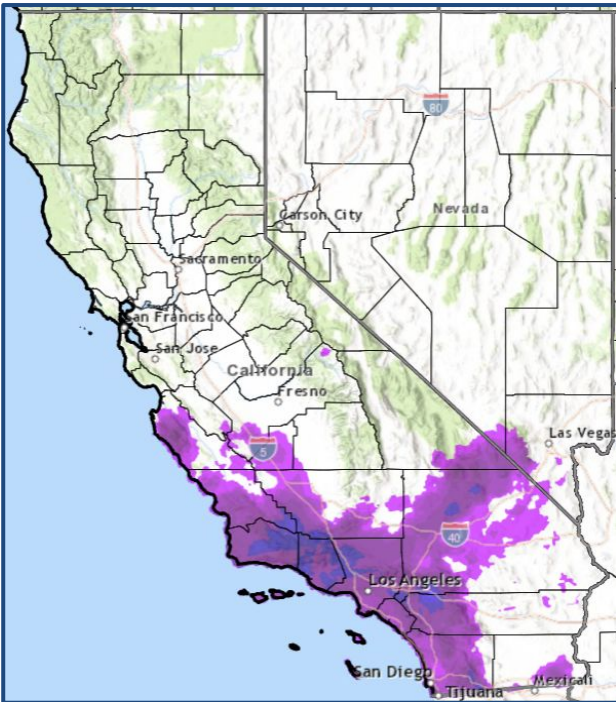 80
Nevada
Carson City
Sacramento
San Francisco
San Jose
California
Fresno
Las Vegas
5
40
Los Angeles
San Diego
Mexicali
Tijuana